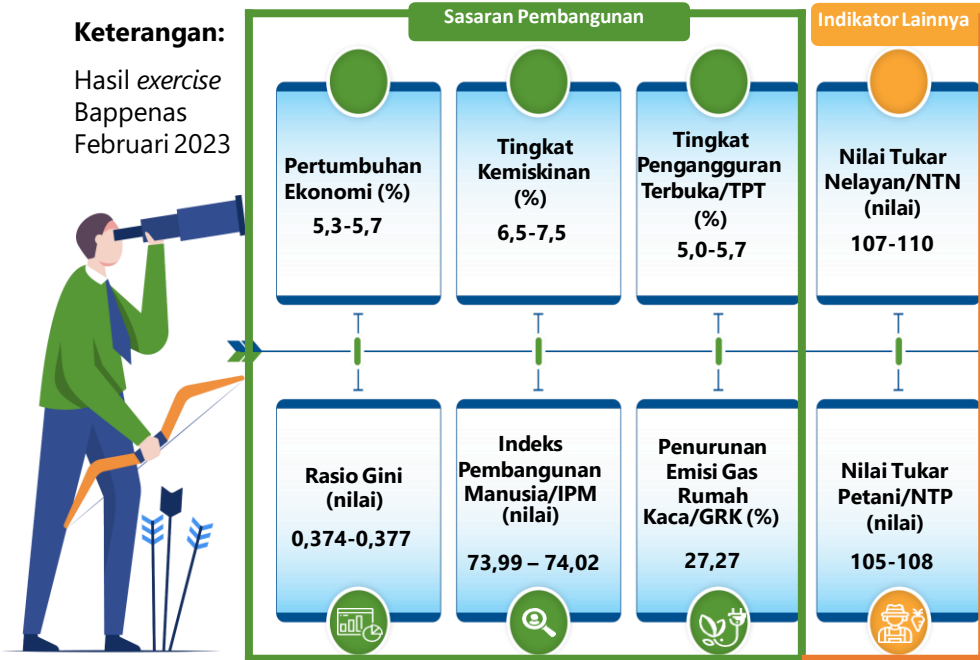 Keterangan:
Hasil exercise
Bappenas
Februari 2023
Sasaran Pembangunan
Pertumbuhan
Ekonomi (%)
5,3-5,7
Tingkat
Kemiskinan
(%)
6,5-7,5
Tingkat
Pengangguran
Terbuka/TPT
(%)
5,0-5,7
Rasio Gini
(nilai)
0,374-0,377
Indeks
Pembangunan
Manusia/IPM
(nilai)
73,99 – 74,02
Penurunan
Emisi Gas
Rumah
Kaca/GRK (%)
27,27
Indikator Lainnya
Nilai Tukar
Nelayan/NTN
(nilai)
107-110
Nilai Tukar
Petani/NTP
(nilai)
105-108